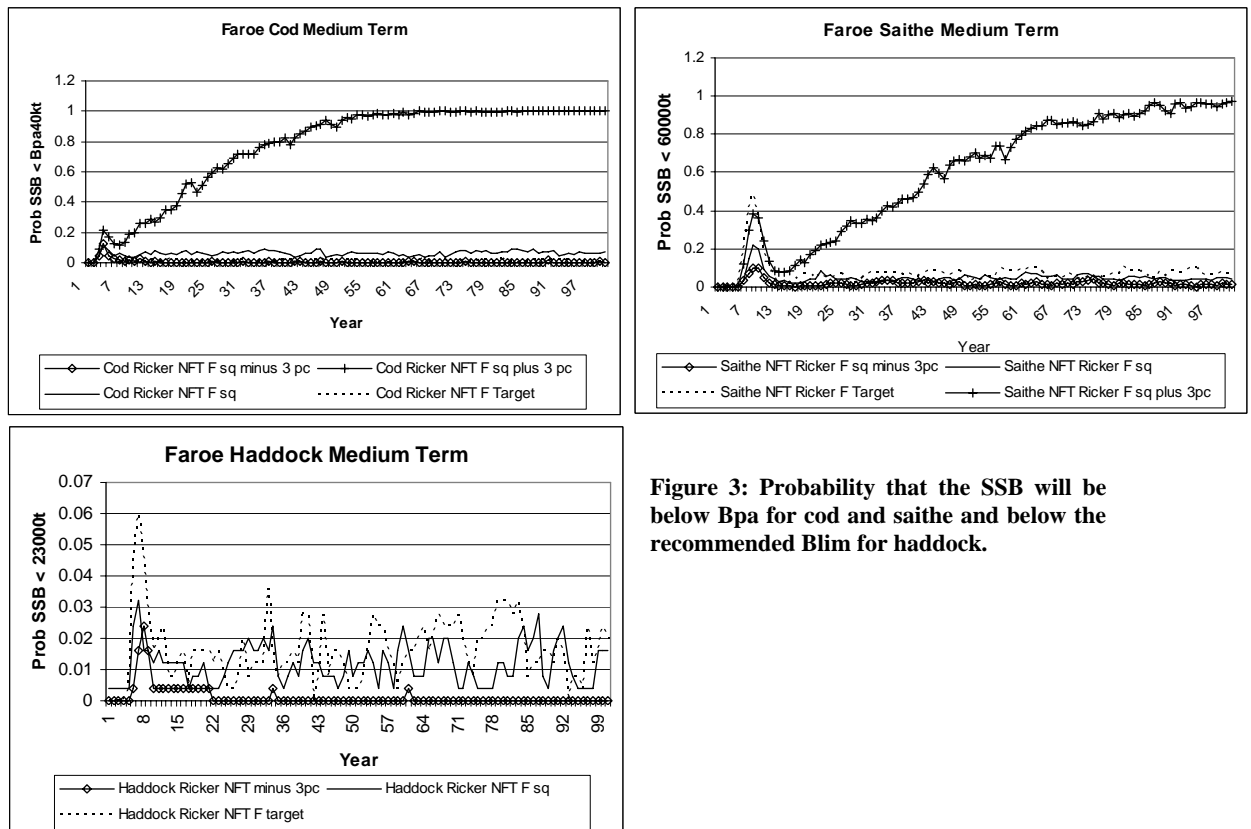 Faroe Cod Medium Term
Prob SSB < Bpa40kt
1.2
1
0.8
0.6
0.4
0.2
0
1 7 13 19 25 31 37 43 49 55 61 67 73 79 85 91 97
Year
Cod Ricker NFT F sq minus 3 pc
Cod Ricker NFT F sq plus 3 pc
Cod Ricker NFT F sq
Cod Ricker NFT F Target
Faroe Saithe Medium Term
Prob SSB < 60000t
1.2
1
0.8
0.6
0.4
0.2
0
1 7 13 19 25 31 37 43 49 55 61 67 73 79 85 91 97
Year
Saithe NFT Ricker F sq minus 3pc
Saithe NFT Ricker F sq
Saithe NFT Ricker F Target
Saithe NFT Ricker F sq plus 3pc
Faroe Haddock Medium Term
Prob SSB < 23000t
0.07
0.06
0.05
0.04
0.03
0.02
0.01
0
1 8 15 22 29 36 43 50 57 64 71 78 85 92 99
Year
Haddock Ricker NFT minus 3pc
Haddock Ricker NFT F sq
Haddock Ricker NFT F target
Figure 3: Probability that the SSB will be
below Bpa for cod and saithe and below the
recommended Blim for haddock.